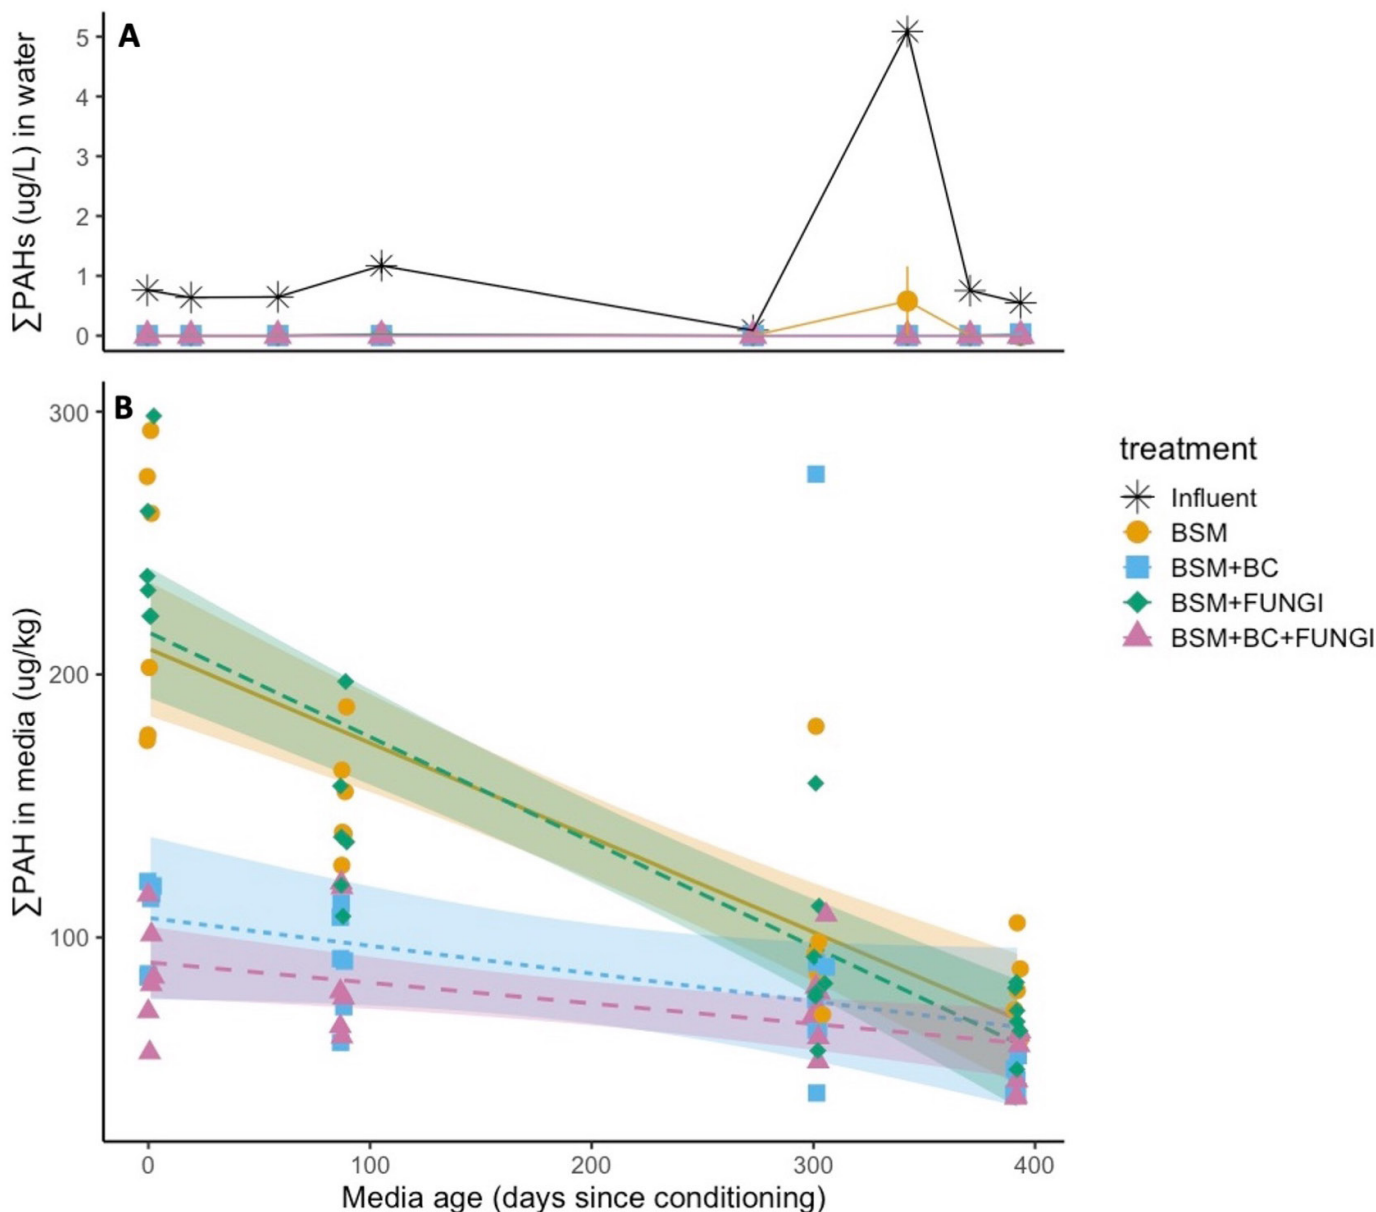 A
∑PAHs (ug/L) in water
5
4
3
2
1
0
B
∑PAH in media (ug/kg)
300
200
100
0 100 200 300 400
Media age (days since conditioning)
treatment
Influent
BSM
BSM+BC
BSM+FUNGI
BSM+BC+FUNGI